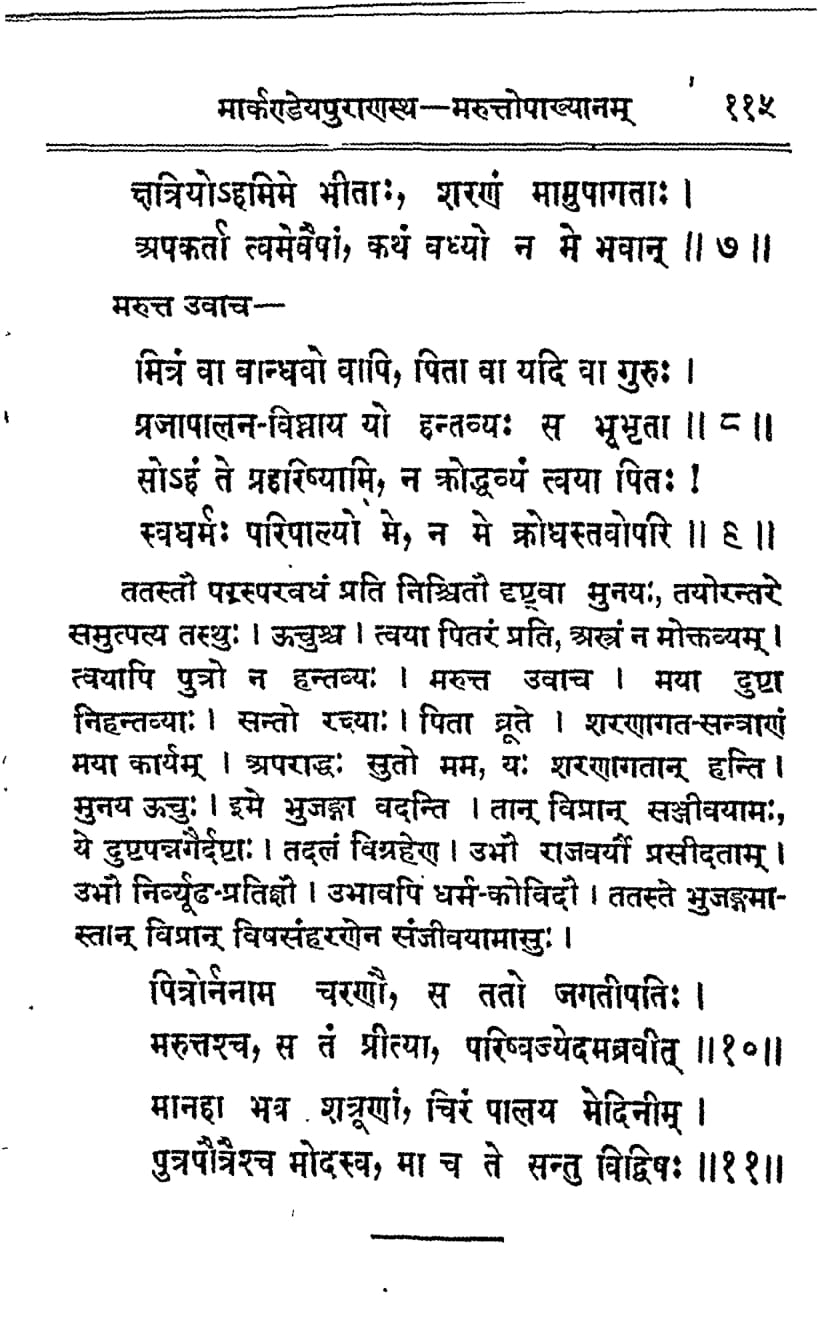 मार्कण्डेयपुराणस्थ—मरुत्तोपाख्यानम् ११५
क्षत्रियोऽहमिमे भीताः, शरणं मामुपागताः ।
अपकर्ता त्वमेवैषां, कथं वध्यो न मे भवान् ॥ ७ ॥
मरुत्त उवाच—
मित्रं वा वान्धवो वापि, पिता वा यदि वा गुरुः ।
प्रजापालन-विघ्नाय यो हन्तव्यः स भूभृता ॥ ८ ॥
सोऽहं ते प्रहरिष्यामि, न क्रोद्धव्यं त्वया पितः !
स्वधर्मः परिपाल्यो मे, न मे क्रोधस्तवोपरि ॥ ९ ॥
ततस्तौ परस्परवधं प्रति निश्चितौ दृष्ट्वा मुनयः, तयोरन्तरे
समुत्पत्य तस्थुः । ऊचुश्च । त्वया पितरं प्रति, अस्त्रं न मोक्तव्यम् ।
त्वयापि पुत्रो न हन्तव्यः । मरुत्त उवाच । मया दुष्टा
निहन्तव्याः । सन्तो रक्ष्याः । पिता ब्रूते । शरणागत-सन्त्राणं
मया कार्यम् । अपराद्धः सुतो मम, यः शरणागतान् हन्ति ।
मुनय ऊचुः । इमे भुजङ्गा वदन्ति । तान् विप्रान् सञ्जीवयामः,
ये दुष्टपन्नगैर्दष्टाः । तदलं विग्रहेण । उभौ राजवर्यौ प्रसीदताम् ।
उभौ निर्व्यूढ-प्रतिज्ञौ । उभावपि धर्म-कोविदौ । ततस्ते भुजङ्गमा-
स्तान् विप्रान् विषसंहरणेन संजीवयामासुः ।
पित्रोर्ननाम चरणौ, स ततो जगतीपतिः ।
मरुत्तश्च, स तं प्रीत्या, परिष्वज्येदमब्रवीत् ॥१०॥
मानहा भव शत्रूणां, चिरं पालय मेदिनीम् ।
पुत्रपौत्रैश्च मोदस्व, मा च ते सन्तु विद्विषः ॥११॥